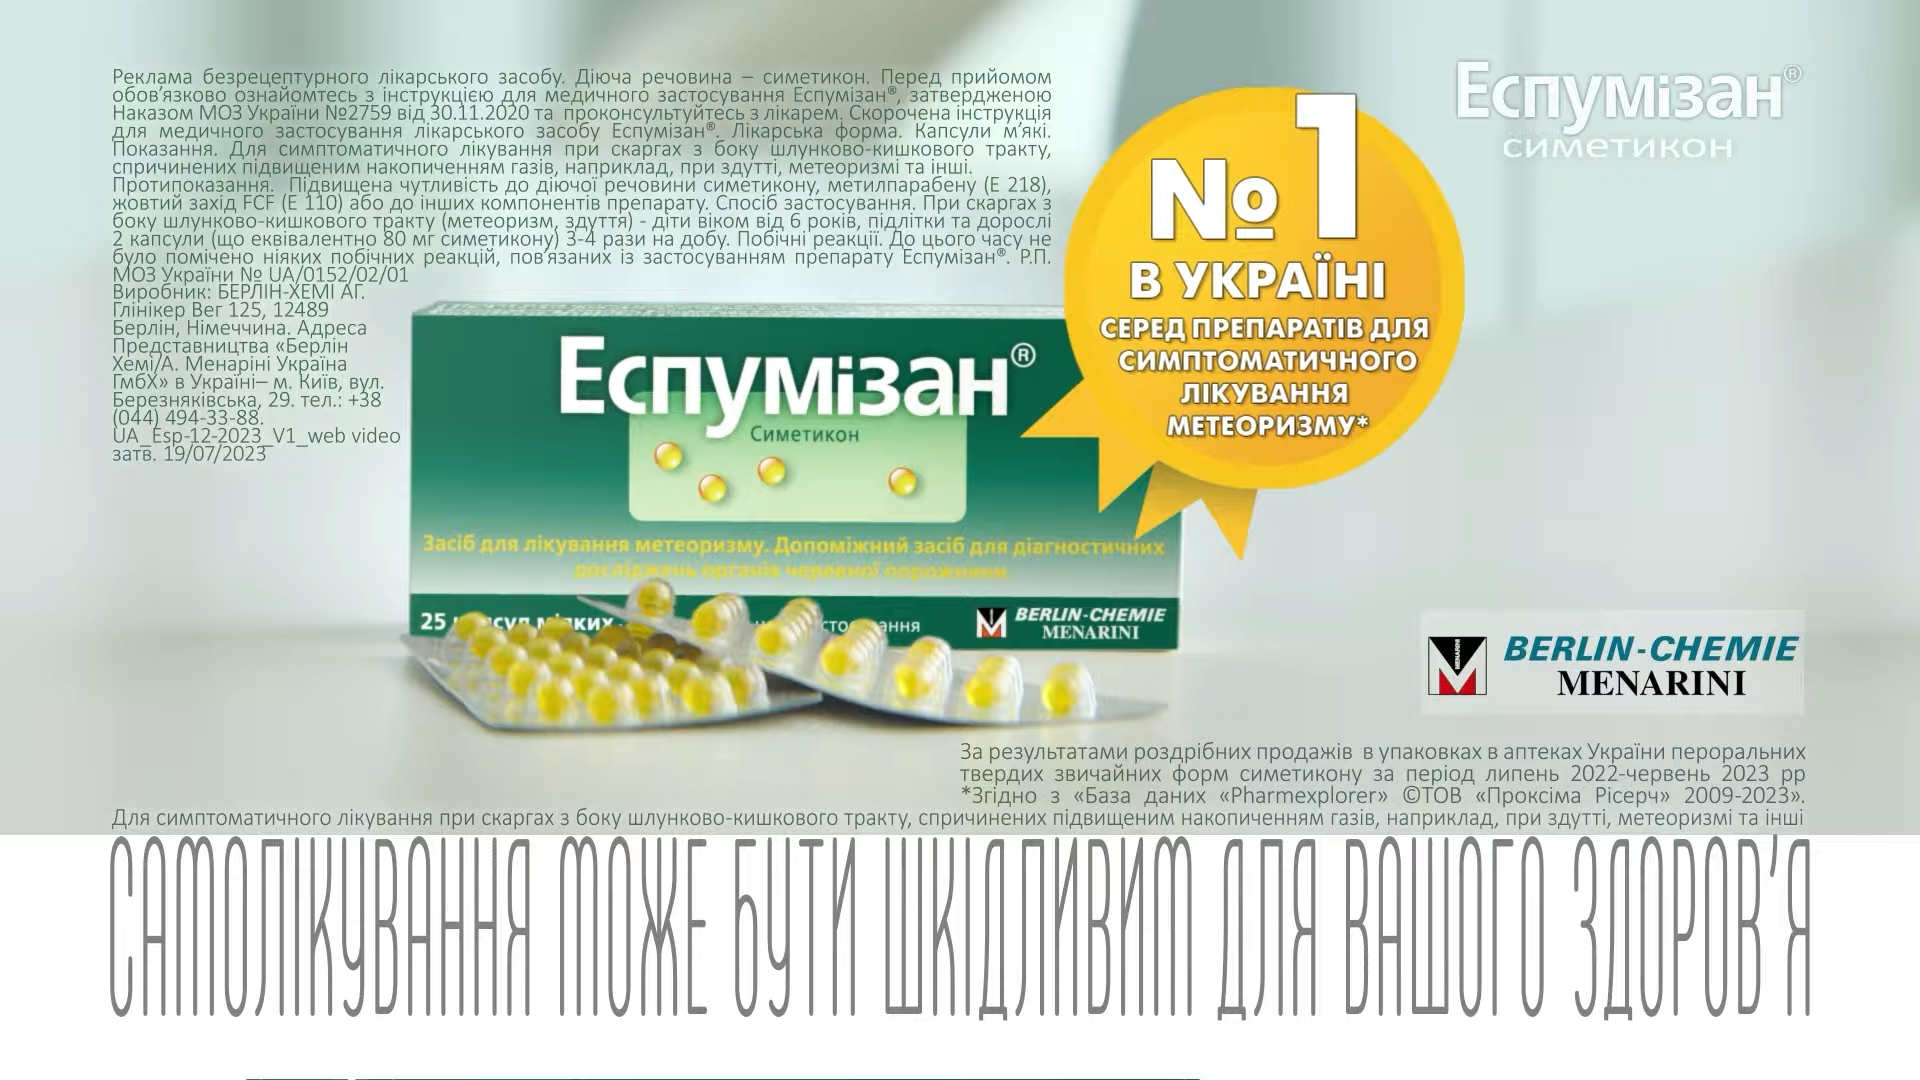 Реклама безрецептурного лікарського засобу. Діюча речовина – симетикон. Перед прийомом
обов'язково ознайомтесь з інструкцією для медичного застосування Еспумізан®, затвердженою
Наказом МОЗ України №2759 від 30.11.2020 та проконсультуйтесь з лікарем. Скорочена інструкція
для медичного застосування лікарського засобу Еспумізан®. Лікарська форма. Капсули м'які.
Показання. Для симптоматичного лікування при скаргах з боку шлунково-кишкового тракту,
спричинених підвищеним накопиченням газів, наприклад, при здутті, метеоризмі та інші.
Протипоказання. Підвищена чутливість до діючої речовини симетикону, метилпарабену (Е 218),
жовтий захід FCF (Е 110) або до інших компонентів препарату. Спосіб застосування. При скаргах з
боку шлунково-кишкового тракту (метеоризм, здуття) - діти віком від 6 років, підлітки та дорослі
2 капсули (що еквівалентно 80 мг симетикону) 3-4 рази на добу. Побічні реакції. До цього часу не
було помічено ніяких побічних реакцій, пов'язаних із застосуванням препарату Еспумізан®. Р.П.
МОЗ України № UA/0152/02/01
Виробник: БЕРЛІН-ХЕМІ АГ.
Глінікер Вег 125, 12489
Берлін, Німеччина. Адреса
Представництва «Берлін
Хемі/А. Менаріні Україна
ГмбХ» в Україні– м. Київ, вул.
Березняківська, 29. тел.: +38
(044) 494-33-88.
UA_Esp-12-2023_V1_web video
затв. 19/07/2023
Еспумізан®
симетикон
№1
В УКРАЇНІ
СЕРЕД ПРЕПАРАТІВ ДЛЯ
СИМПТОМАТИЧНОГО
ЛІКУВАННЯ
МЕТЕОРИЗМУ*
Еспумізан®
Симетикон
Засіб для лікування метеоризму. Допоміжний засіб для діагностичних
досліджень органів черевної порожнини.
25 мяких
BERLIN-CHEMIE
MENARINI
MENARINI
BERLIN-CHEMIE
MENARINI
За результатами роздрібних продажів в упаковках в аптеках України пероральних
твердих звичайних форм симетикону за період липень 2022-червень 2023 рр
*Згідно з «База даних «Pharmexplorer» ©ТОВ «Проксіма Рісерч» 2009-2023».
Для симптоматичного лікування при скаргах з боку шлунково-кишкового тракту, спричинених підвищеним накопиченням газів, наприклад, при здутті, метеоризмі та інші
САМОЛІКУВАННЯ МОЖЕ БУТИ ШКІДЛИВИМ ДЛЯ ВАШОГО ЗДОРОВ'Я